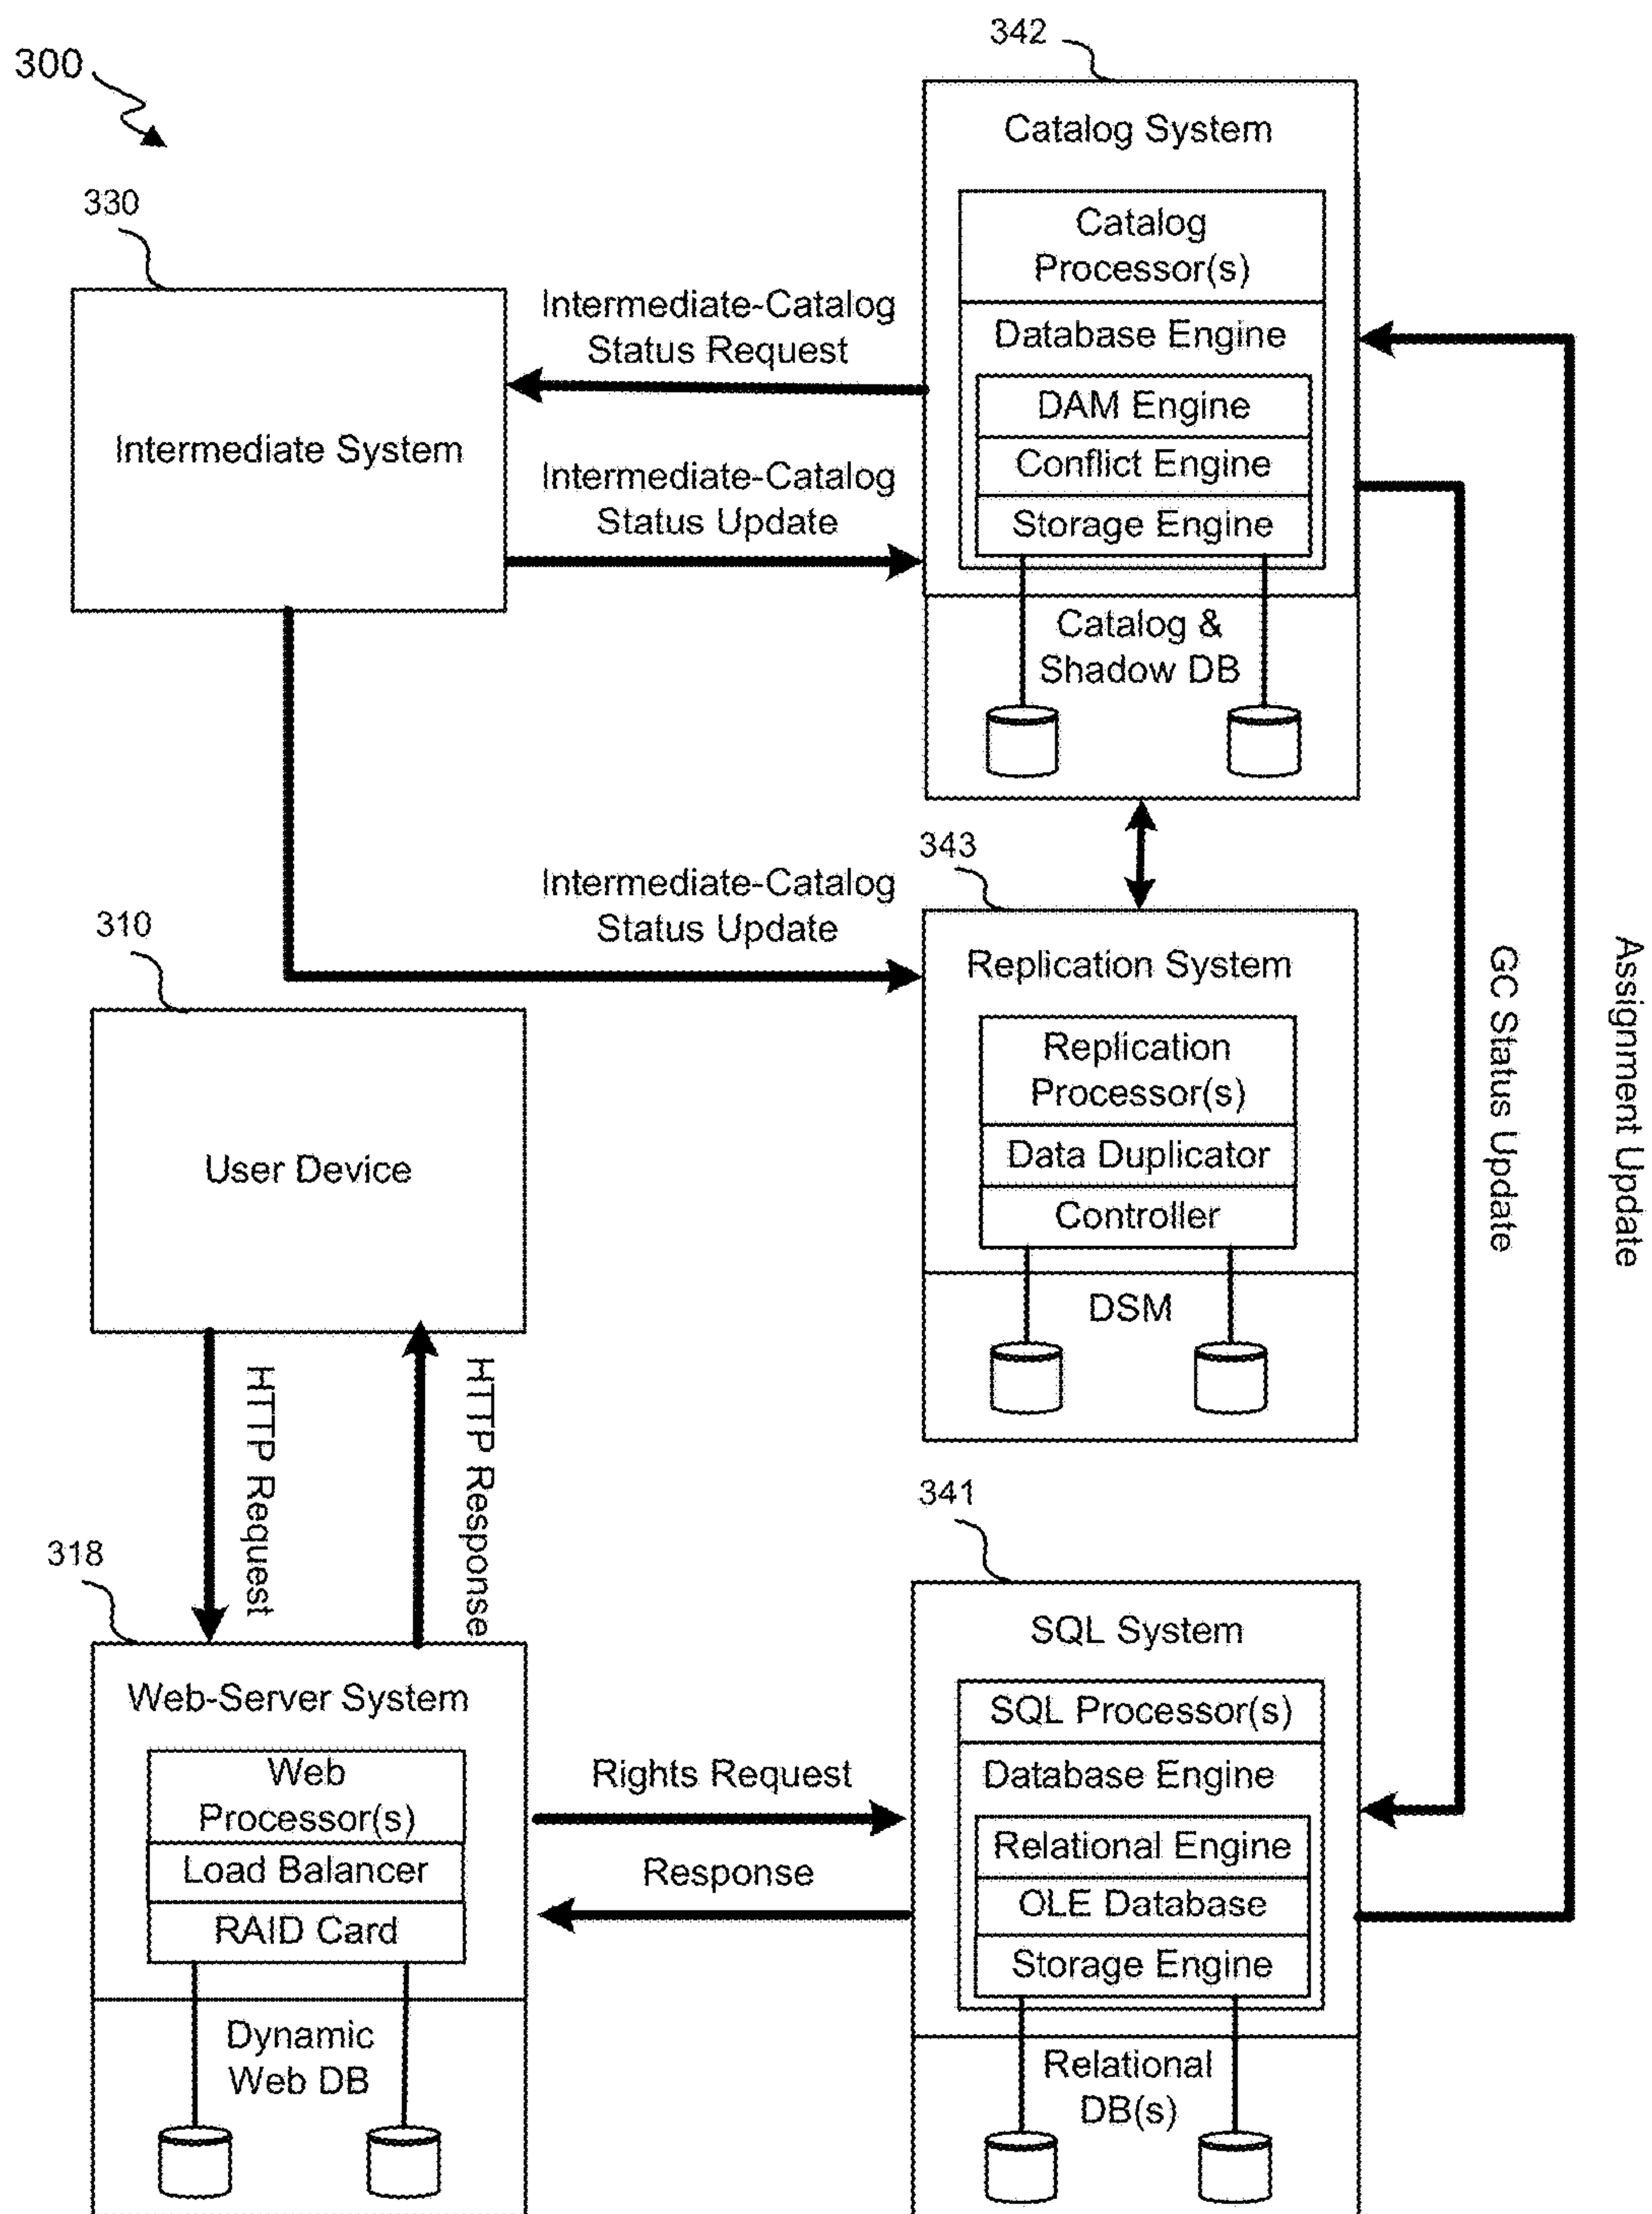 300
342
Catalog System
Catalog
Processor(s)
Database Engine
DAM Engine
Conflict Engine
Storage Engine
Catalog &
Shadow DB
330
Intermediate System
Intermediate-Catalog
Status Request
Intermediate-Catalog
Status Update
Intermediate-Catalog
Status Update
343
Replication System
Replication
Processor(s)
Data Duplicator
Controller
DSM
GC Status Update
Assignment Update
310
User Device
HTTP Request
HTTP Response
318
Web-Server System
Web
Processor(s)
Load Balancer
RAID Card
Dynamic
Web DB
Rights Request
Response
341
SQL System
SQL Processor(s)
Database Engine
Relational Engine
OLE Database
Storage Engine
Relational
DB(s)